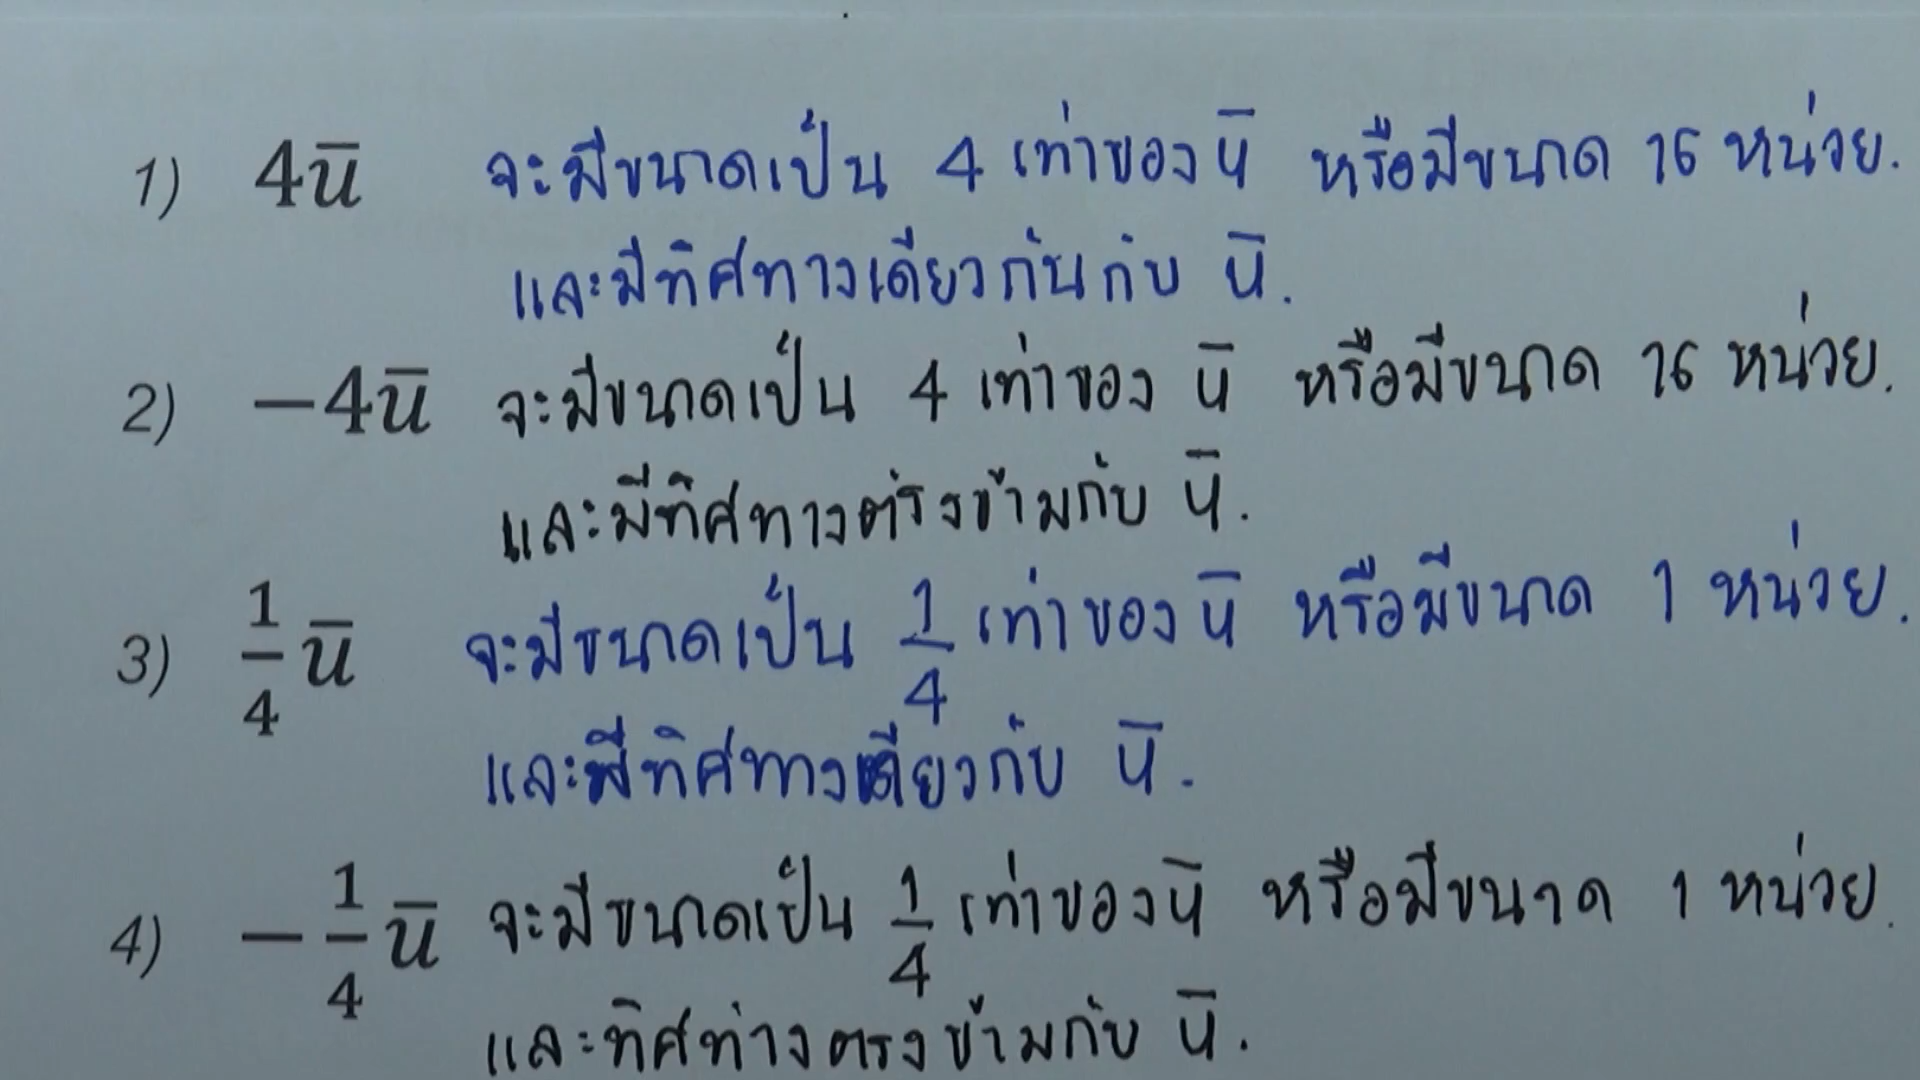 1) 4ū จะมีขนาดเป็น 4 เท่าของ ū หรือมีขนาด 16 หน่วย.
และมีทิศทางเดียวกันกับ ū.
2) −4ū จะมีขนาดเป็น 4 เท่าของ ū หรือมีขนาด 16 หน่วย.
และมีทิศทางตรงข้ามกับ ū.
3) 1/4 ū จะมีขนาดเป็น 1/4 เท่าของ ū หรือมีขนาด 1 หน่วย.
และมีทิศทางเดียวกับ ū.
4) −1/4 ū จะมีขนาดเป็น 1/4 เท่าของ ū หรือมีขนาด 1 หน่วย.
และทิศทางตรงข้ามกับ ū.